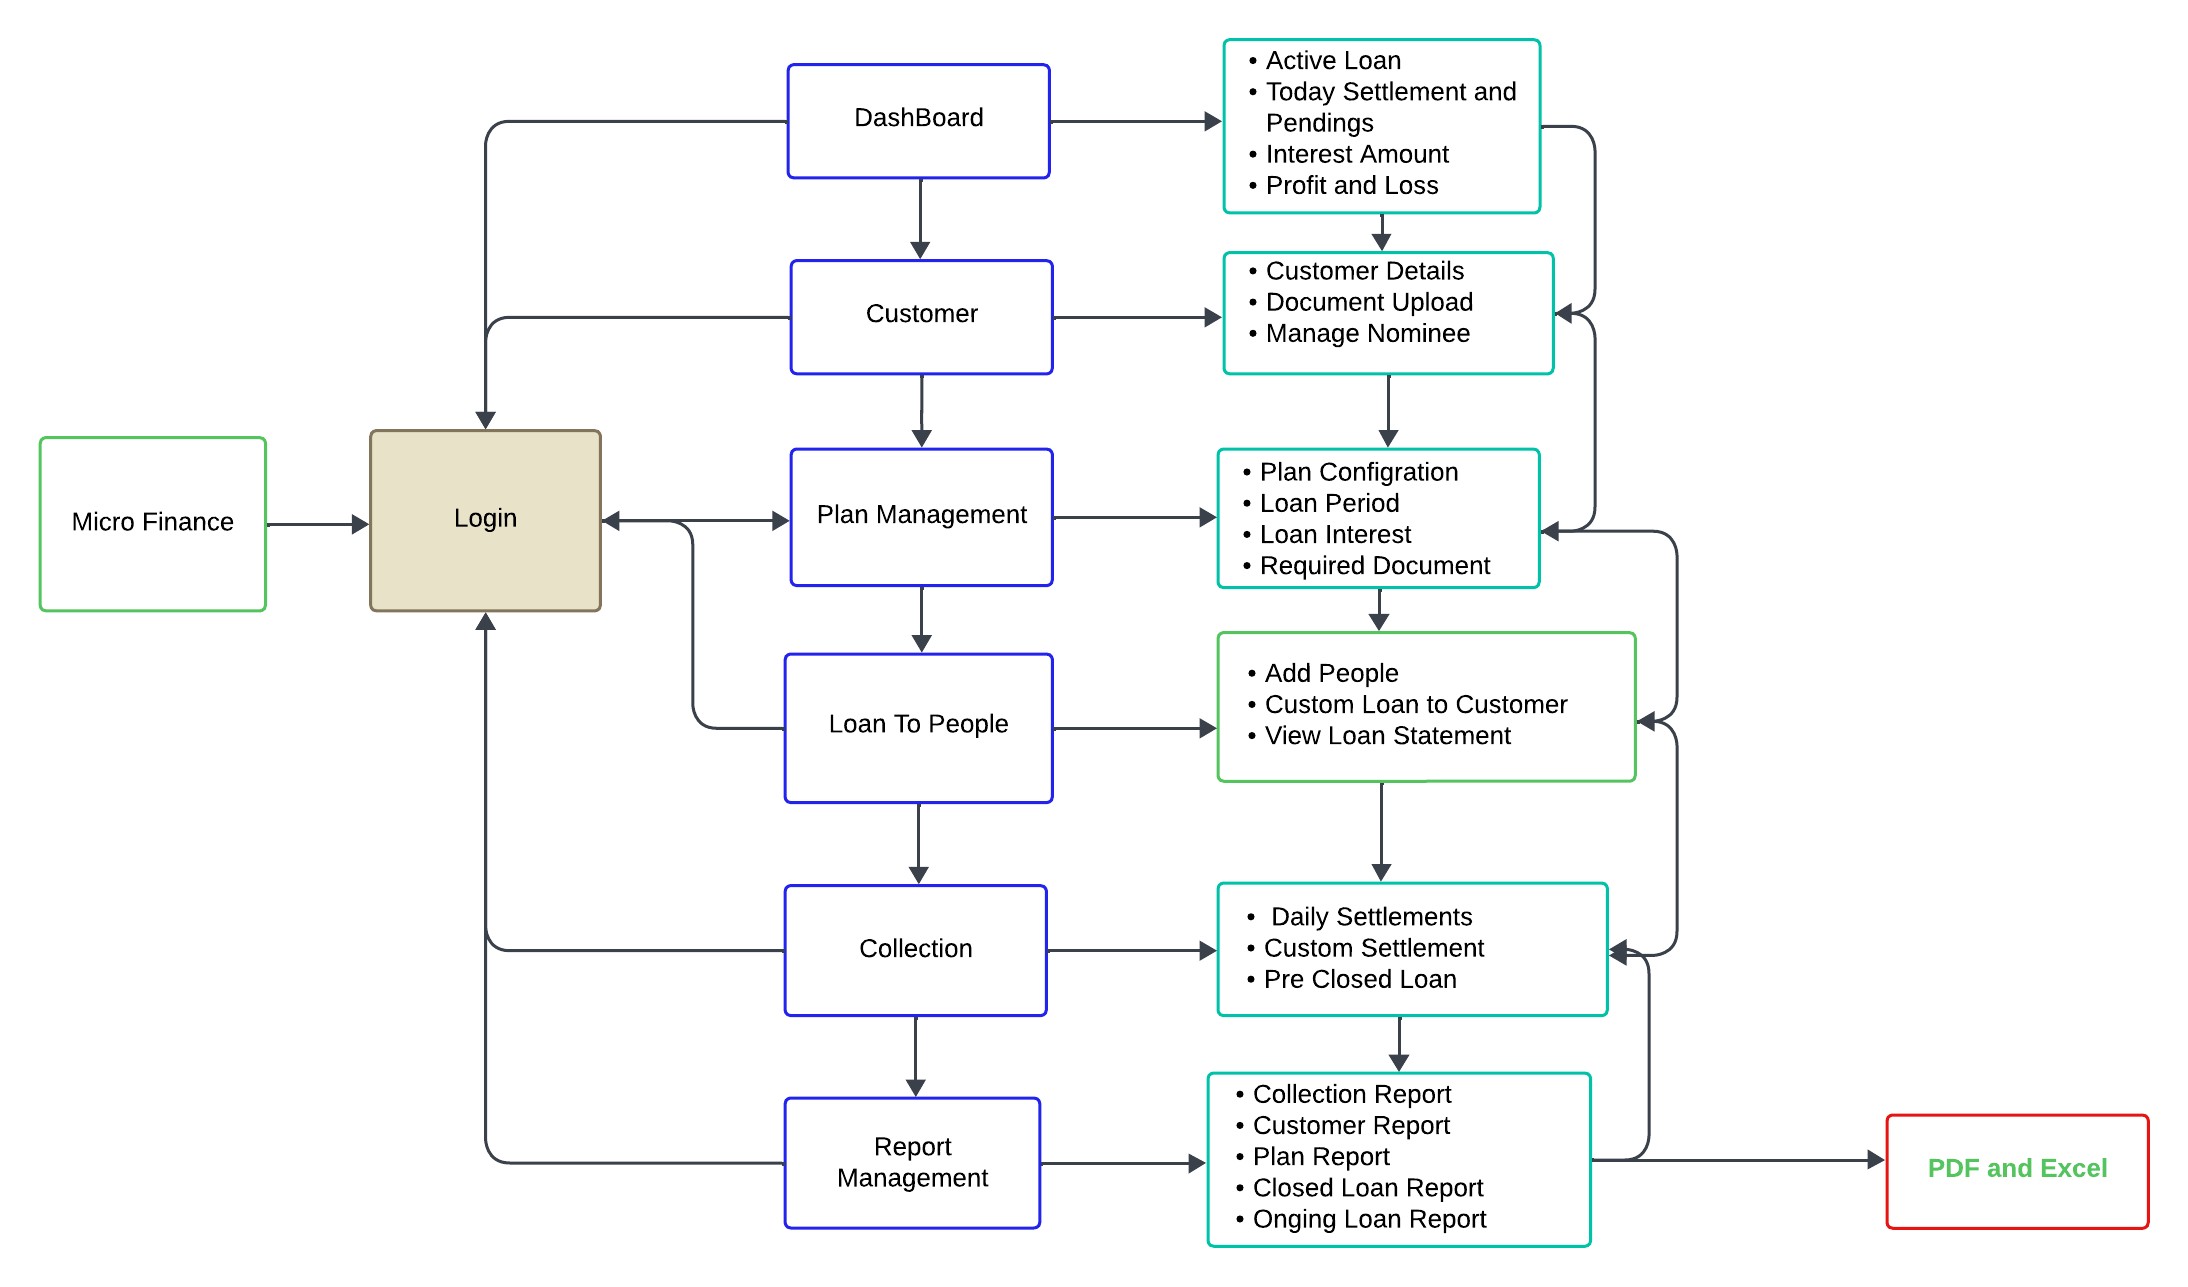 DashBoard
• Active Loan
• Today Settlement and
Pendings
• Interest Amount
• Profit and Loss
Customer
• Customer Details
• Document Upload
• Manage Nominee
Micro Finance
Login
Plan Management
• Plan Configration
• Loan Period
• Loan Interest
• Required Document
Loan To People
• Add People
• Custom Loan to Customer
• View Loan Statement
Collection
• Daily Settlements
• Custom Settlement
• Pre Closed Loan
Report
Management
• Collection Report
• Customer Report
• Plan Report
• Closed Loan Report
• Onging Loan Report
PDF and Excel